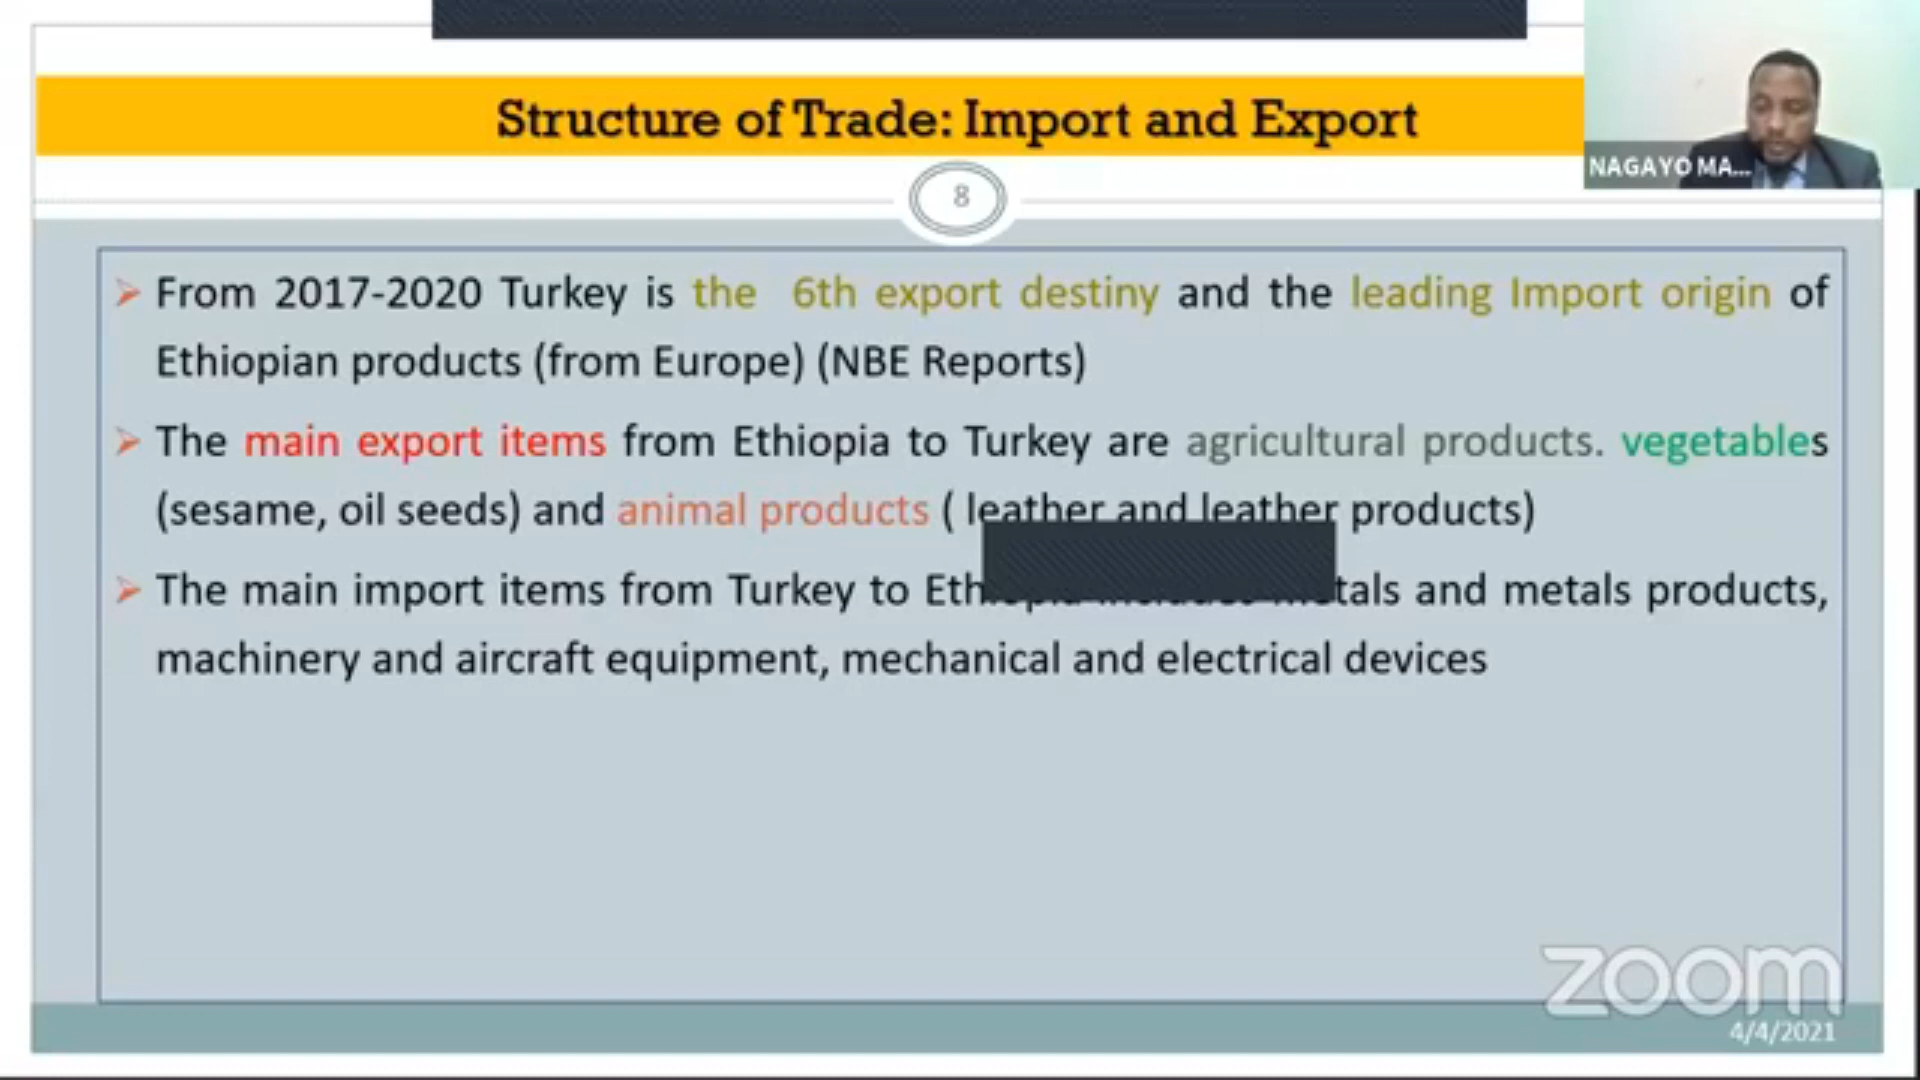 Structure of Trade: Import and Export
NAGAYO MA...
8
From 2017-2020 Turkey is the 6th export destiny and the leading Import origin of
Ethiopian products (from Europe) (NBE Reports)
The main export items from Ethiopia to Turkey are agricultural products. vegetables
(sesame, oil seeds) and animal products ( leather and leather products)
The main import items from Turkey to and metals products,
machinery and aircraft equipment, mechanical and electrical devices
zoom
4/4/2021